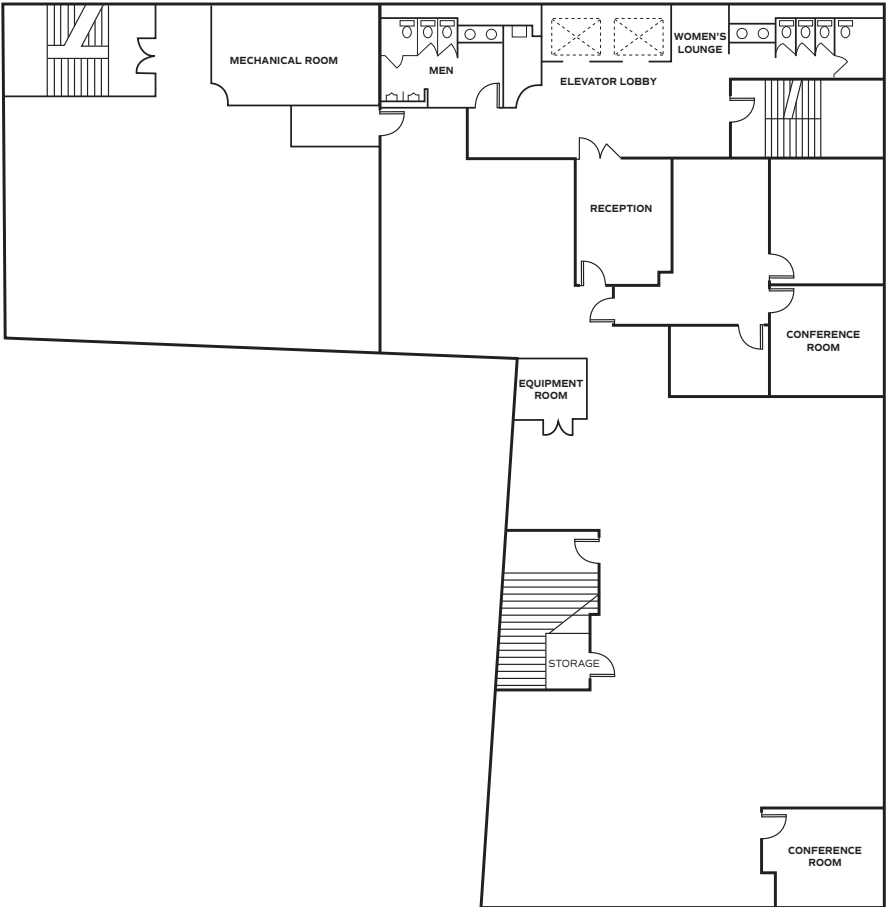 MECHANICAL ROOM
MEN
WOMEN'S
LOUNGE
ELEVATOR LOBBY
RECEPTION
CONFERENCE
ROOM
EQUIPMENT
ROOM
STORAGE
CONFERENCE
ROOM